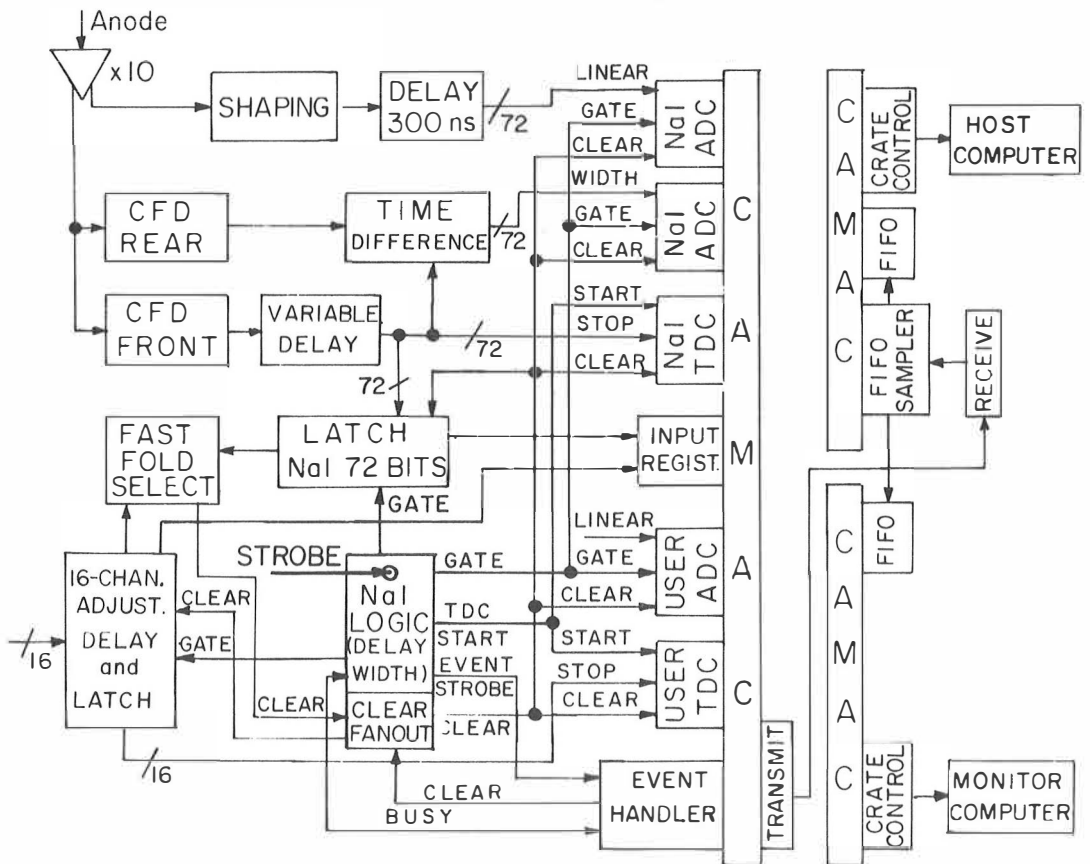 Anode
x10
SHAPING
DELAY
300 ns
72
LINEAR
GATE
CLEAR
NaI
ADC
CFD
REAR
TIME
DIFFERENCE
72
WIDTH
GATE
CLEAR
NaI
ADC
CFD
FRONT
VARIABLE
DELAY
72
72
START
STOP
CLEAR
NaI
TDC
FAST
FOLD
SELECT
LATCH
NaI 72 BITS
GATE
INPUT
REGIST.
16
16-CHAN.
ADJUST.
DELAY
and
LATCH
CLEAR
GATE
16
STROBE
NaI
LOGIC
(DELAY
WIDTH)
CLEAR
FANOUT
CLEAR
GATE
TDC
START
EVENT
STROBE
CLEAR
LINEAR
GATE
CLEAR
USER
ADC
START
STOP
CLEAR
USER
TDC
CLEAR
BUSY
EVENT
HANDLER
CAMAC
TRANSMIT
CAMAC
CRATE
CONTROL
HOST
COMPUTER
FIFO
FIFO
SAMPLER
RECEIVE
CAMAC
FIFO
CRATE
CONTROL
MONITOR
COMPUTER